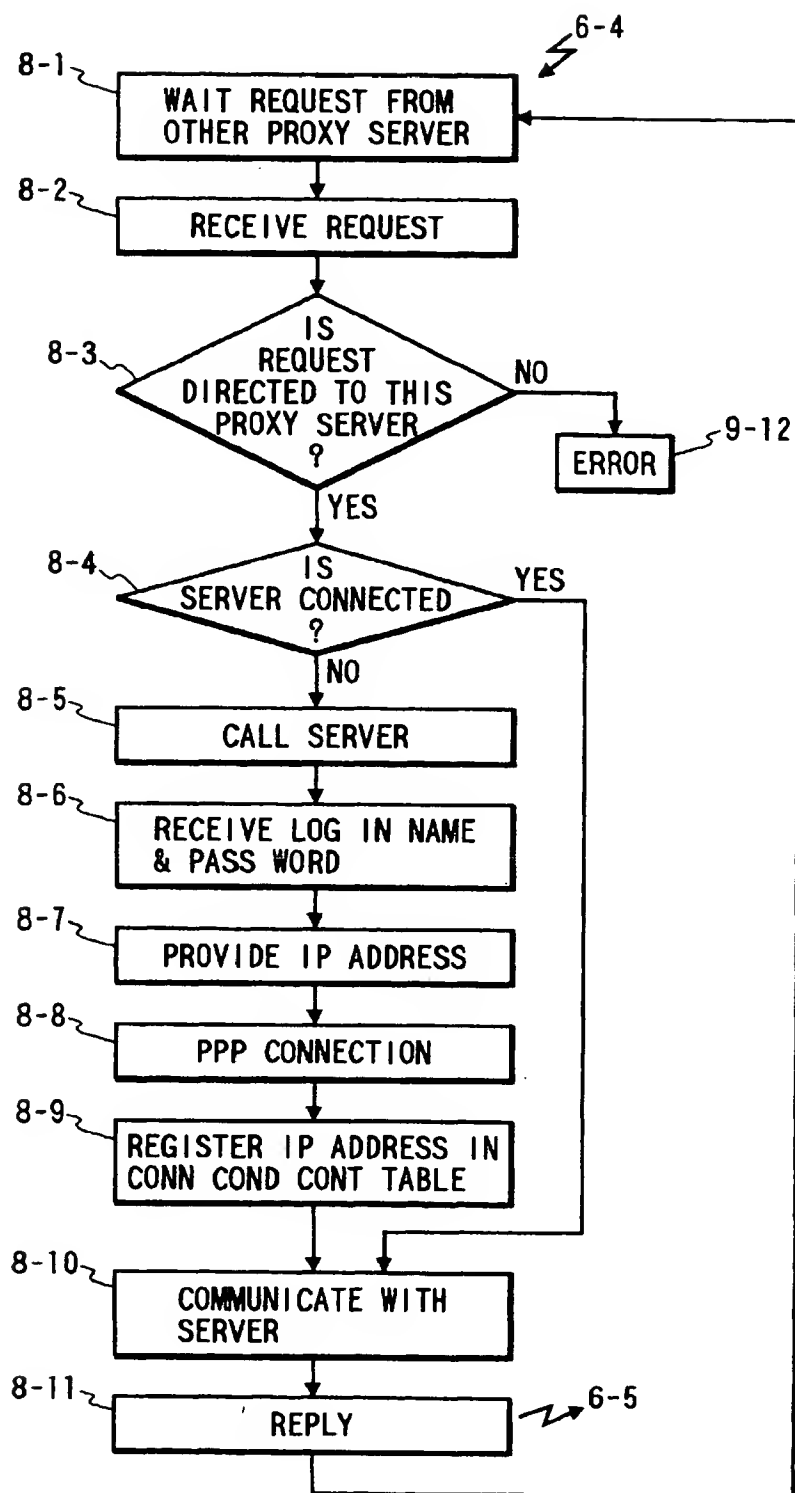 6-4
8-1
WAIT REQUEST FROM
OTHER PROXY SERVER
8-2
RECEIVE REQUEST
8-3
IS
REQUEST
DIRECTED TO THIS
PROXY SERVER
?
NO
9-12
ERROR
YES
8-4
IS
SERVER CONNECTED
?
YES
NO
8-5
CALL SERVER
8-6
RECEIVE LOG IN NAME
& PASS WORD
8-7
PROVIDE IP ADDRESS
8-8
PPP CONNECTION
8-9
REGISTER IP ADDRESS IN
CONN COND CONT TABLE
8-10
COMMUNICATE WITH
SERVER
8-11
REPLY
6-5